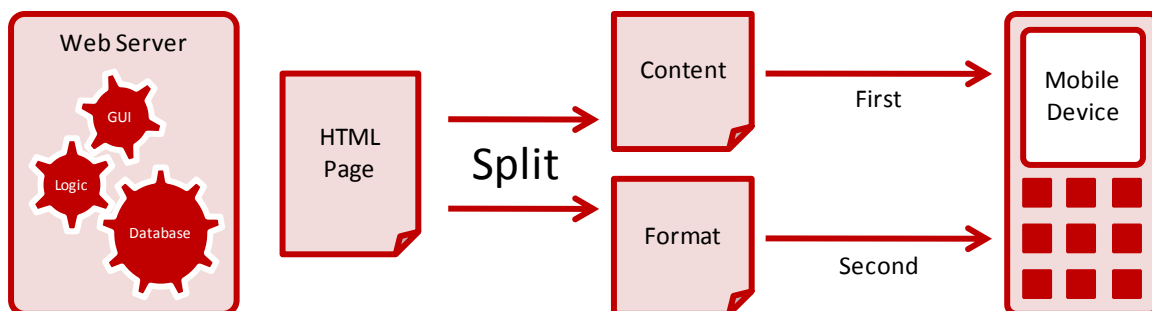 Web Server
GUI
Logic
Database
HTML
Page
Split
Content
Format
First
Second
Mobile
Device